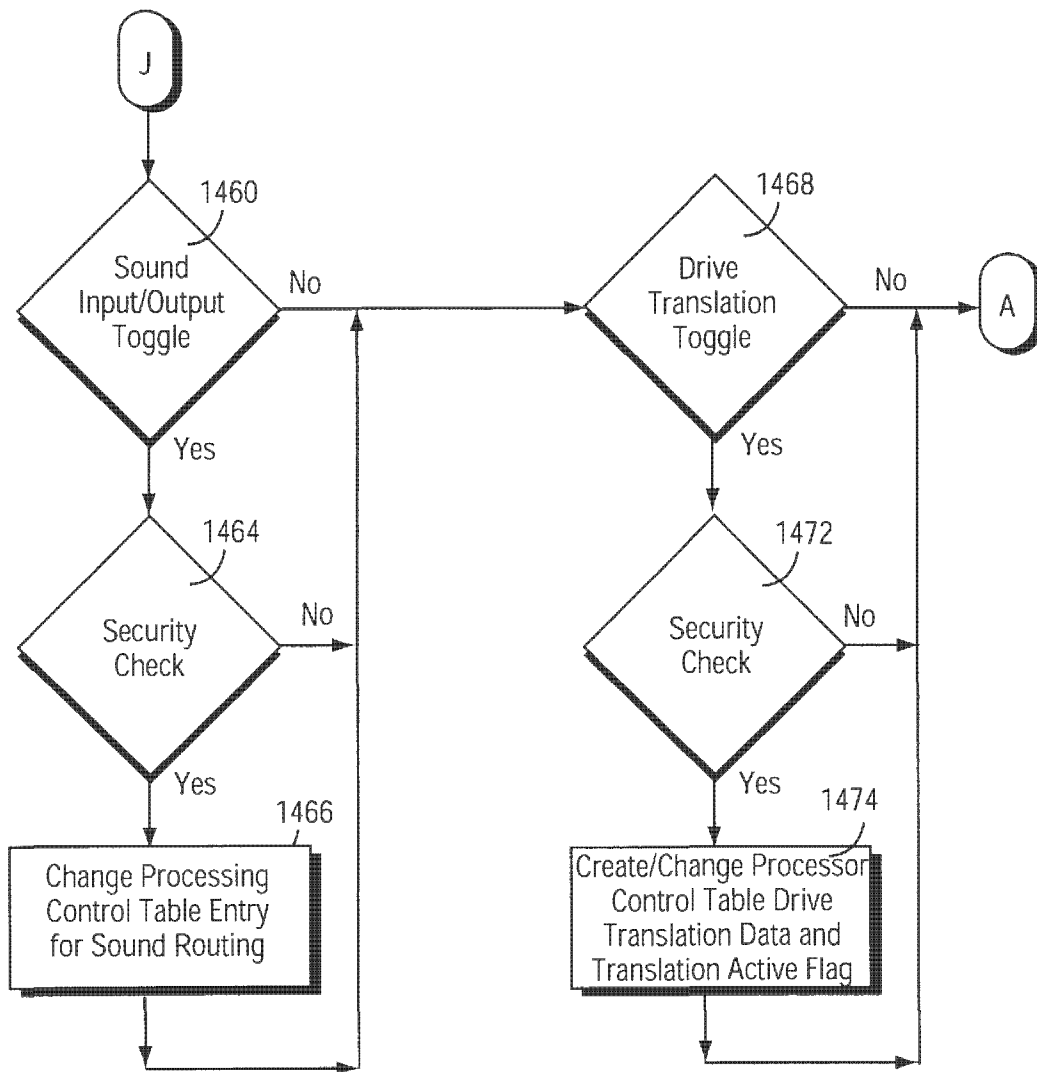 J
1460
Sound
Input/Output
Toggle
No
Yes
1464
Security
Check
No
Yes
1466
Change Processing
Control Table Entry
for Sound Routing
1468
Drive
Translation
Toggle
No
A
Yes
1472
Security
Check
No
Yes
1474
Create/Change Processor
Control Table Drive
Translation Data and
Translation Active Flag